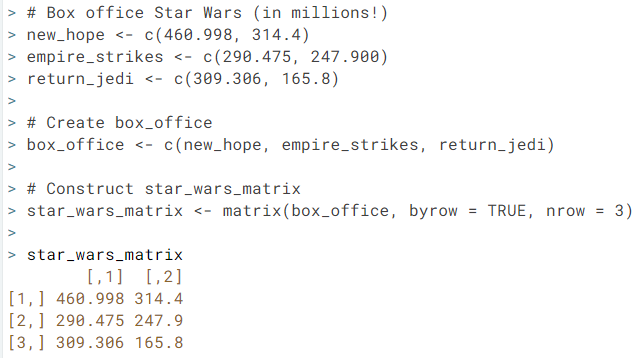 > # Box office Star Wars (in millions!)
> new_hope <- c(460.998, 314.4)
> empire_strikes <- c(290.475, 247.900)
> return_jedi <- c(309.306, 165.8)
>
> # Create box_office
> box_office <- c(new_hope, empire_strikes, return_jedi)
>
> # Construct star_wars_matrix
> star_wars_matrix <- matrix(box_office, byrow = TRUE, nrow = 3)
>
> star_wars_matrix
        [,1]  [,2]
[1,] 460.998 314.4
[2,] 290.475 247.9
[3,] 309.306 165.8